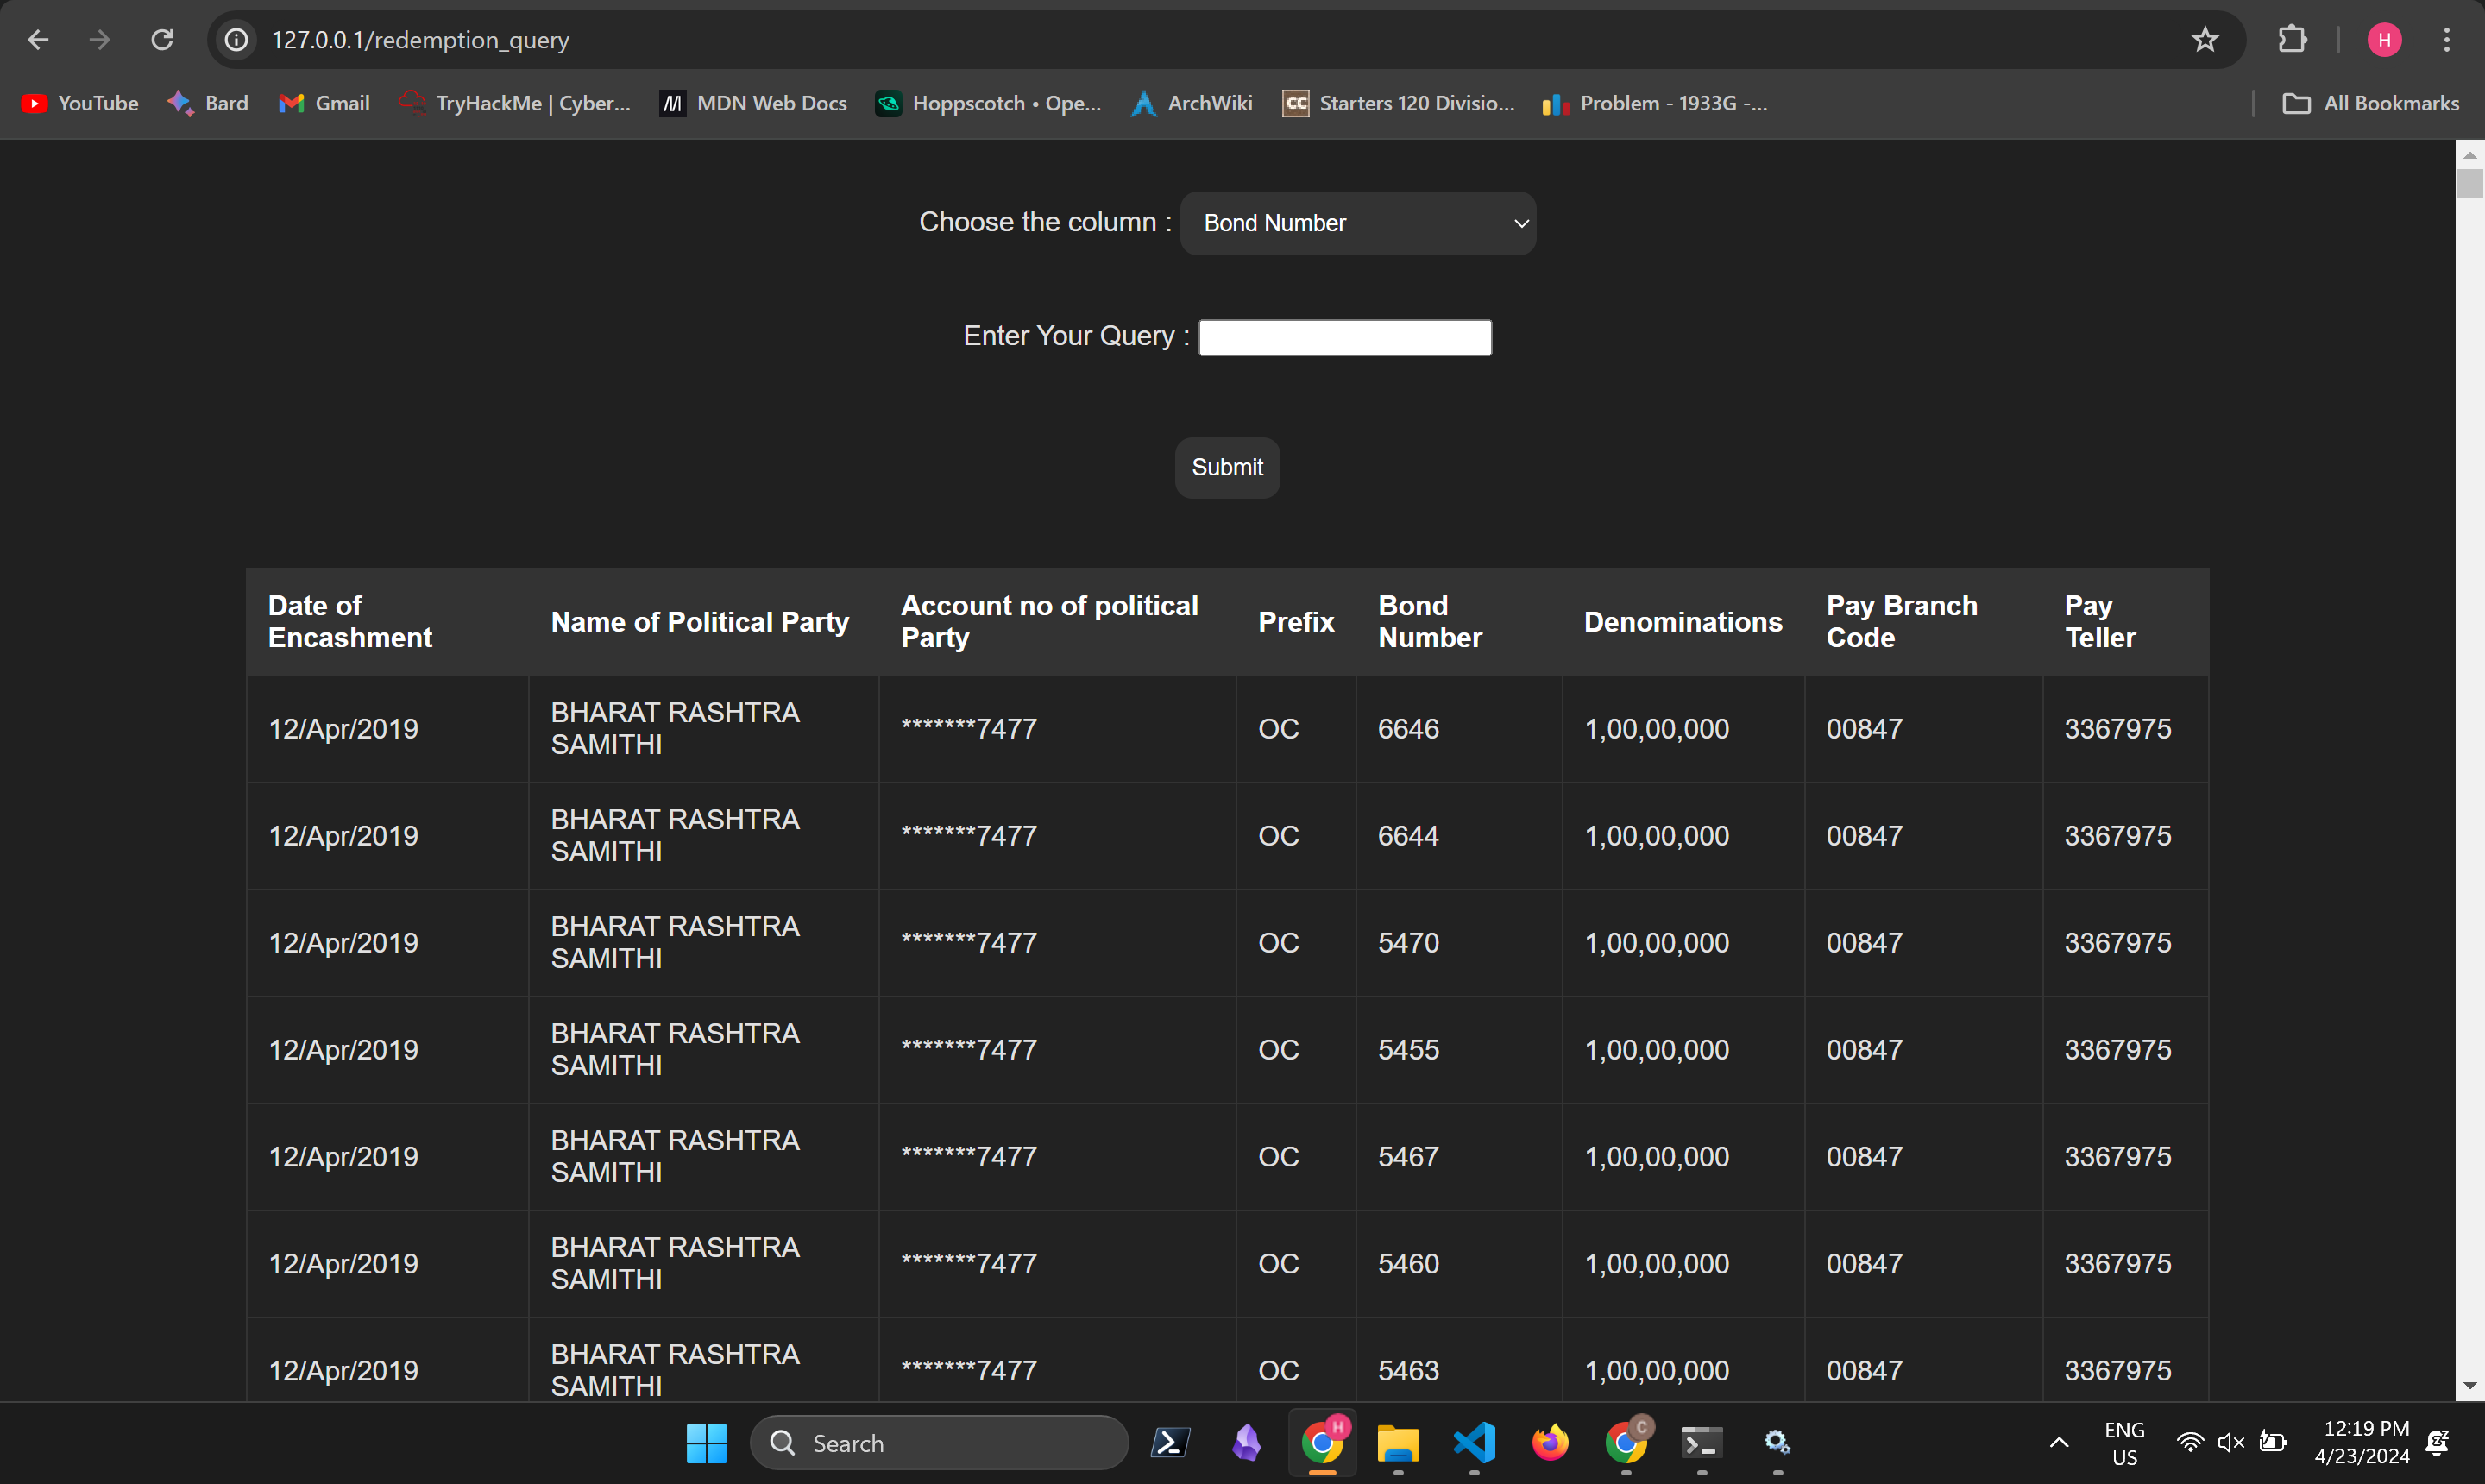 127.0.0.1/redemption_query
H
YouTube
Bard
Gmail
TryHackMe | Cyber...
MDN Web Docs
Hoppscotch • Ope...
ArchWiki
CC
Starters 120 Divisio...
Problem - 1933G -...
All Bookmarks
Choose the column : Bond Number
Enter Your Query :
Submit
Date of Encashment Name of Political Party Account no of political Party Prefix Bond Number Denominations Pay Branch Code Pay Teller
12/Apr/2019 BHARAT RASHTRA SAMITHI *******7477 OC 6646 1,00,00,000 00847 3367975
12/Apr/2019 BHARAT RASHTRA SAMITHI *******7477 OC 6644 1,00,00,000 00847 3367975
12/Apr/2019 BHARAT RASHTRA SAMITHI *******7477 OC 5470 1,00,00,000 00847 3367975
12/Apr/2019 BHARAT RASHTRA SAMITHI *******7477 OC 5455 1,00,00,000 00847 3367975
12/Apr/2019 BHARAT RASHTRA SAMITHI *******7477 OC 5467 1,00,00,000 00847 3367975
12/Apr/2019 BHARAT RASHTRA SAMITHI *******7477 OC 5460 1,00,00,000 00847 3367975
12/Apr/2019 BHARAT RASHTRA SAMITHI *******7477 OC 5463 1,00,00,000 00847 3367975
Search
H
C
ENG
US
12:19 PM
4/23/2024